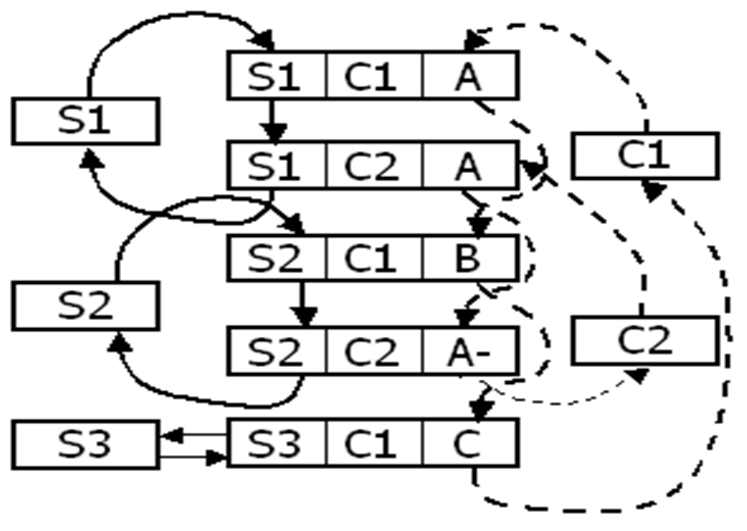 S1 C1 A
S1
C1
S1 C2 A
S2 C1 B
S2
C2
S2 C2 A-
S3
S3 C1 C